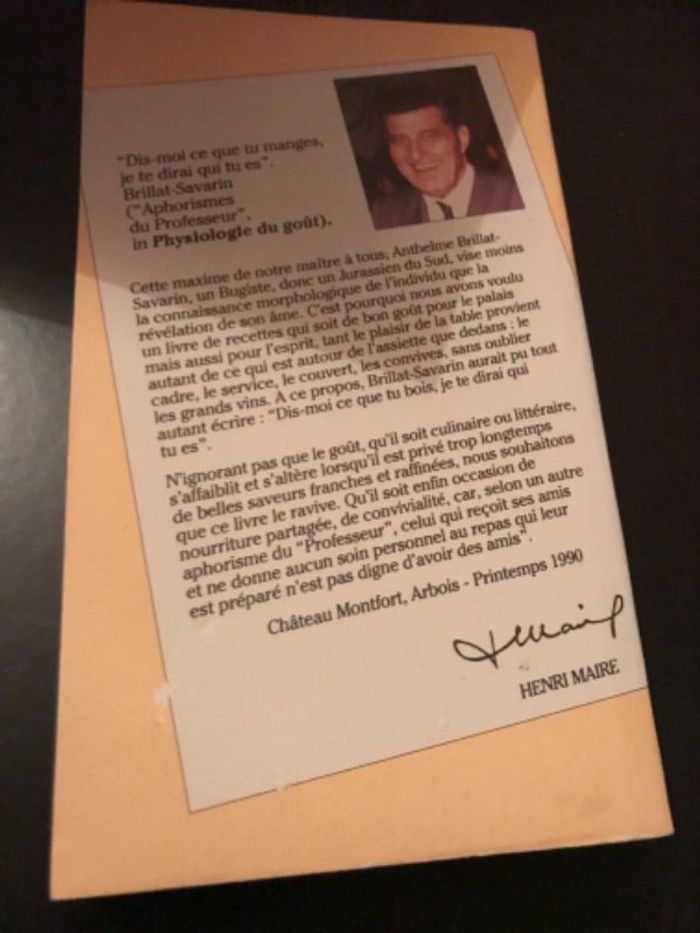 "Dis-moi ce que tu manges,
je te dirai qui tu es".
Brillat-Savarin
("Aphorismes
du Professeur",
in Physiologie du goût).
Cette maxime de notre maître à tous, Anthelme Brillat-
Savarin, un Bugiste, donc un Jurassien du Sud, vise moins
la connaissance morphologique de l'individu que la
révélation de son âme. C'est pourquoi nous avons voulu
un livre de recettes qui soit de bon goût pour le palais
mais aussi pour l'esprit, tant le plaisir de la table provient
autant de ce qui est autour de l'assiette que dedans : le
cadre, le service, le couvert, les convives, sans oublier
les grands vins. A ce propos, Brillat-Savarin aurait pu tout
autant écrire : "Dis-moi ce que tu bois, je te dirai qui
tu es".
N'ignorant pas que le goût, qu'il soit culinaire ou littéraire,
s'affaiblit et s'altère lorsqu'il est privé trop longtemps
de belles saveurs franches et raffinées, nous souhaitons
que ce livre le ravive. Qu'il soit enfin occasion de
nourriture partagée, de convivialité, car, selon un autre
aphorisme du "Professeur", celui qui reçoit ses amis
et ne donne aucun soin personnel au repas qui leur
est préparé n'est pas digne d'avoir des amis".
Château Montfort, Arbois - Printemps 1990
HMaire
HENRI MAIRE